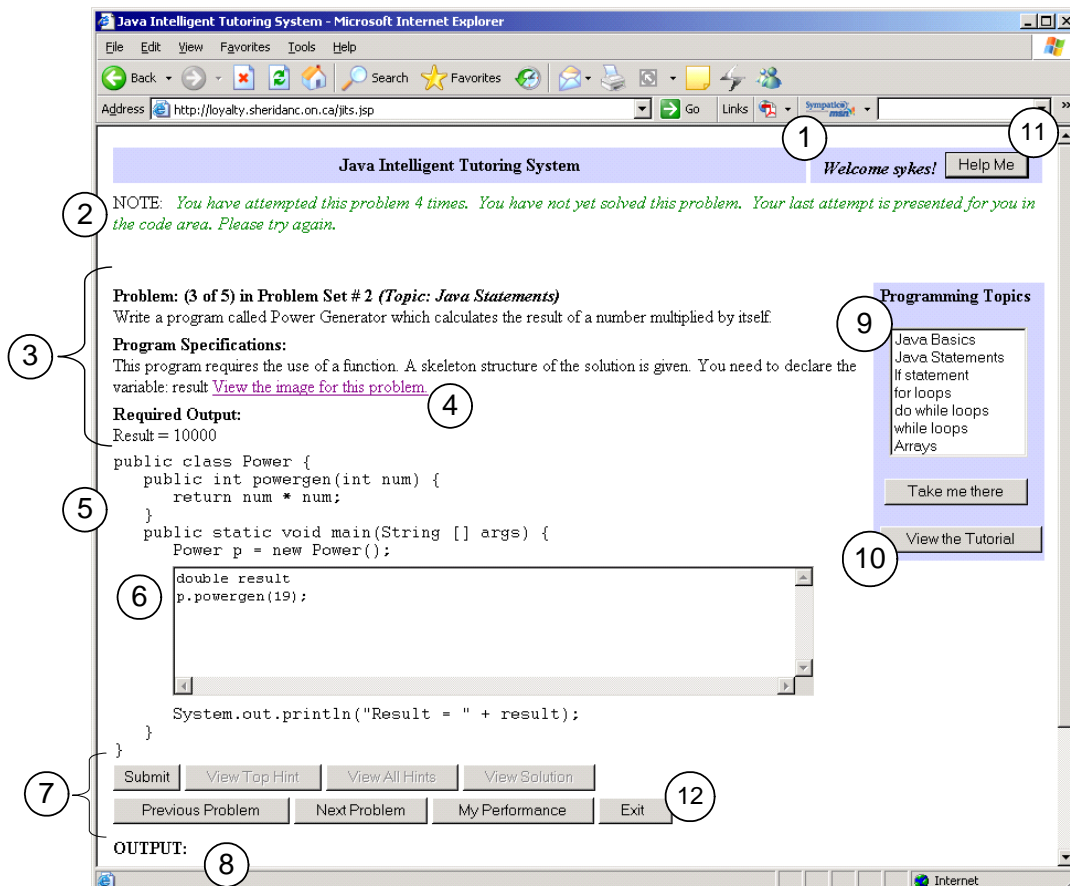 Java Intelligent Tutoring System - Microsoft Internet Explorer
File Edit View Favorites Tools Help
Back Search Favorites
Address http://loyalty.sheridanc.on.ca/jits.jsp Go Links Sympatico msn »
1
11
Java Intelligent Tutoring System
Welcome sykes! Help Me
2
NOTE: You have attempted this problem 4 times. You have not yet solved this problem. Your last attempt is presented for you in
the code area. Please try again.
3
Problem: (3 of 5) in Problem Set # 2 (Topic: Java Statements)
Write a program called Power Generator which calculates the result of a number multiplied by itself.
Program Specifications:
This program requires the use of a function. A skeleton structure of the solution is given. You need to declare the
variable: result View the image for this problem.
4
Required Output:
Result = 10000
Programming Topics
9
Java Basics
Java Statements
If statement
for loops
do while loops
while loops
Arrays
Take me there
View the Tutorial
10
5
public class Power {
public int powergen(int num) {
return num * num;
}
public static void main(String [] args) {
Power p = new Power();
6
double result
p.powergen(19);
System.out.println("Result = " + result);
}
}
7
Submit View Top Hint View All Hints View Solution
Previous Problem Next Problem My Performance Exit
12
OUTPUT:
8
Internet